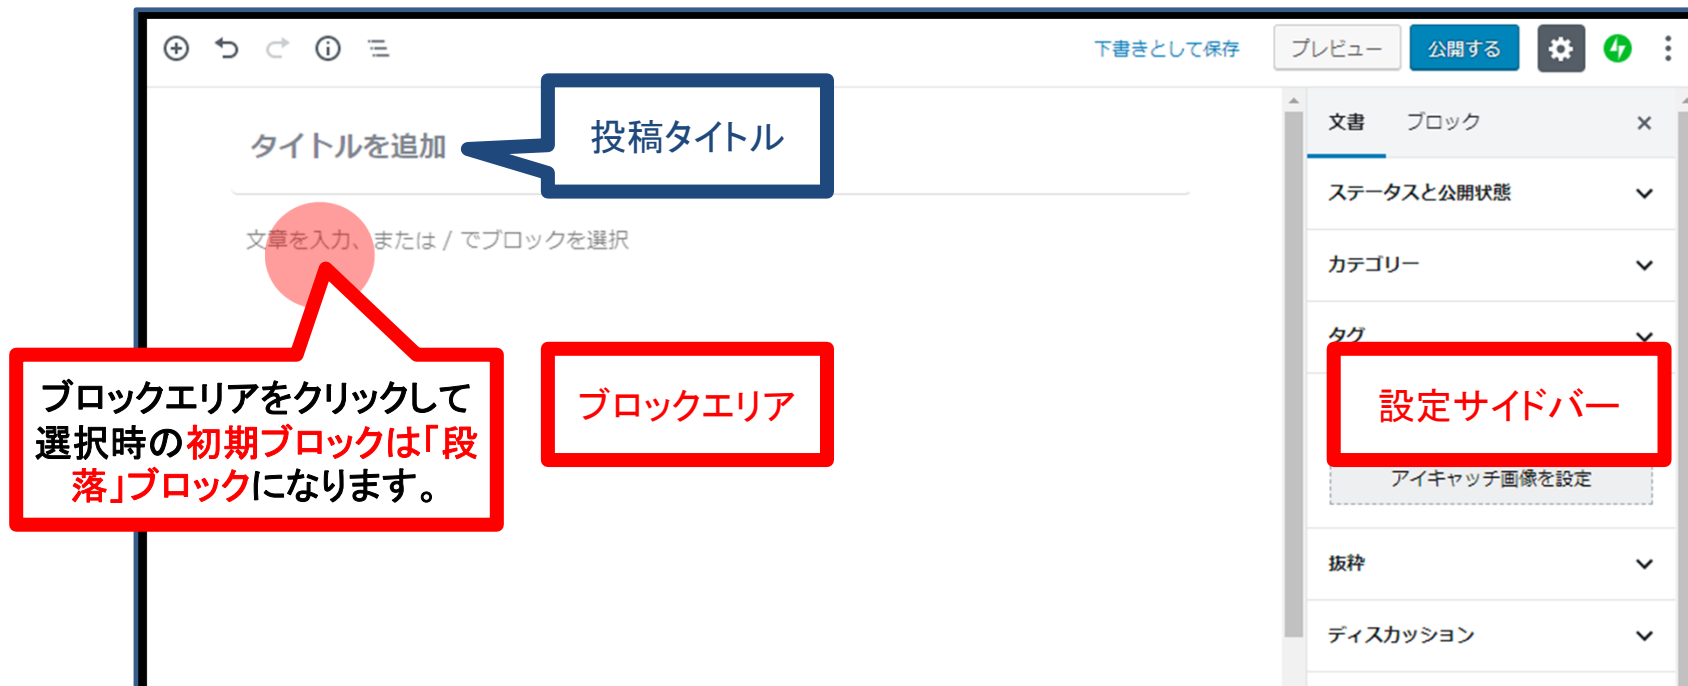 下書きとして保存
プレビュー
公開する
タイトルを追加
投稿タイトル
文章を入力、または / でブロックを選択
ブロックエリアをクリックして
選択時の初期ブロックは「段
落」ブロックになります。
ブロックエリア
文書
ブロック
ステータスと公開状態
カテゴリー
タグ
設定サイドバー
アイキャッチ画像を設定
抜粋
ディスカッション